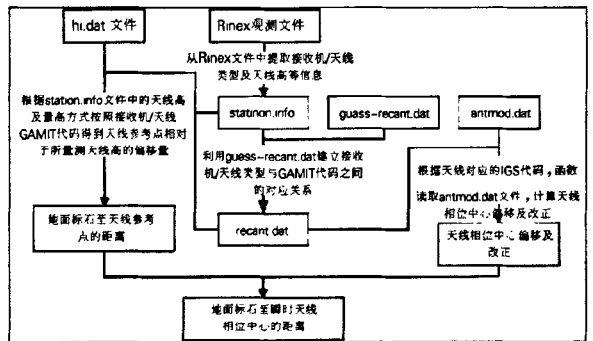 hi.dat 文件
Rinex观测文件
从Rinex文件中提取接收机/天线
类型及天线高等信息
根据station.info文件中的天线高
及量高方式按照接收机/天线
GAMIT代码得到天线参考点相对
于所量测天线高的偏移量
statinon.info
guass-recant.dat
antmod.dat
利用guess-recant.dat建立接收
机/天线类型与GAMIT代码之间
的对应关系
根据天线对应的IGS代码，函数
读取antmod.dat文件，计算天线
相位中心偏移及改正
地面标石至天线参考
点的距离
recant dat
天线相位中心偏移及
改正
地面标石至瞬时天线
相位中心的距离